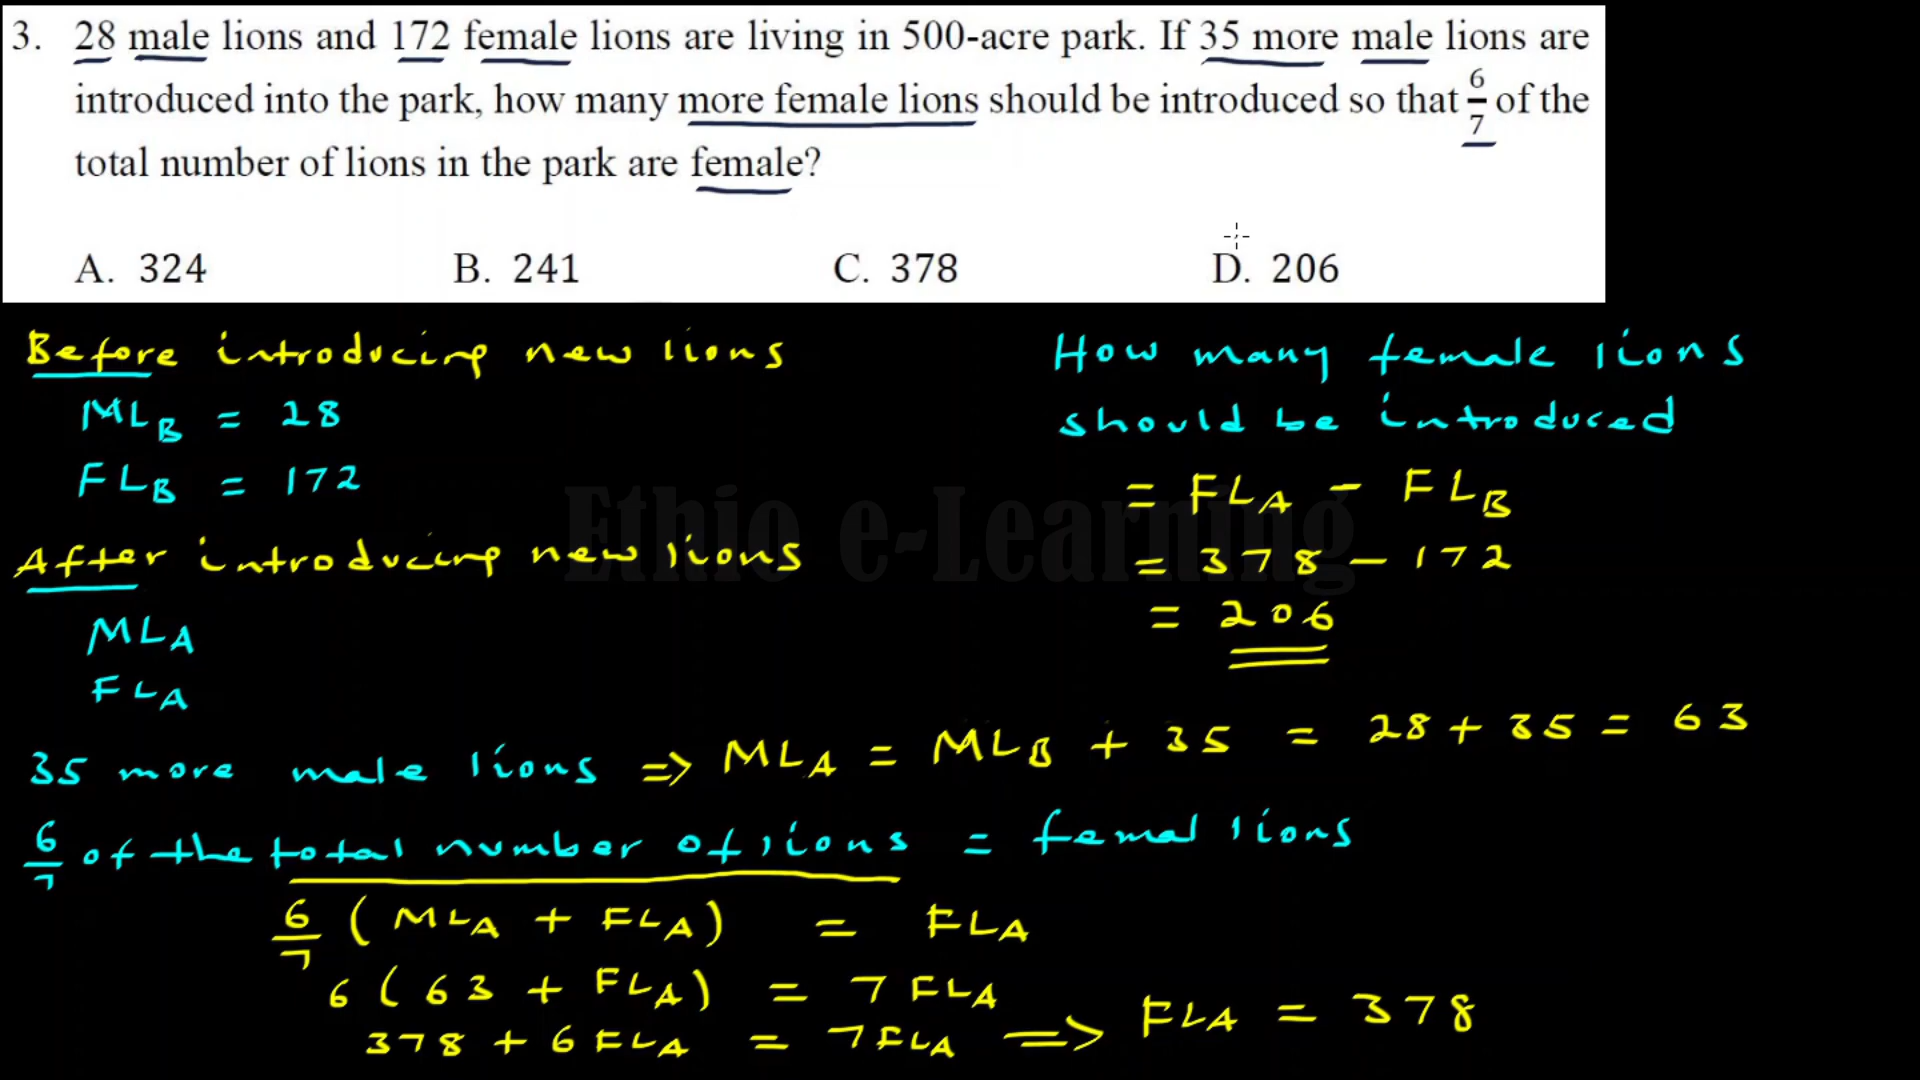 3. 28 male lions and 172 female lions are living in 500-acre park. If 35 more male lions are
introduced into the park, how many more female lions should be introduced so that 6/7 of the
total number of lions in the park are female?
A. 324 B. 241 C. 378 D. 206
Before introducing new lions
MLB = 28
FLB = 172
After introducing new lions
MLA
FLA
How many female lions
should be introduced
= FLA - FLB
= 378 - 172
= 206
Ethio e-Learning
35 more male lions => MLA = MLB + 35 = 28 + 35 = 63
6/7 of the total number of lions = femal lions
6/7 (MLA + FLA) = FLA
6 (63 + FLA) = 7 FLA
378 + 6 FLA = 7 FLA => FLA = 378